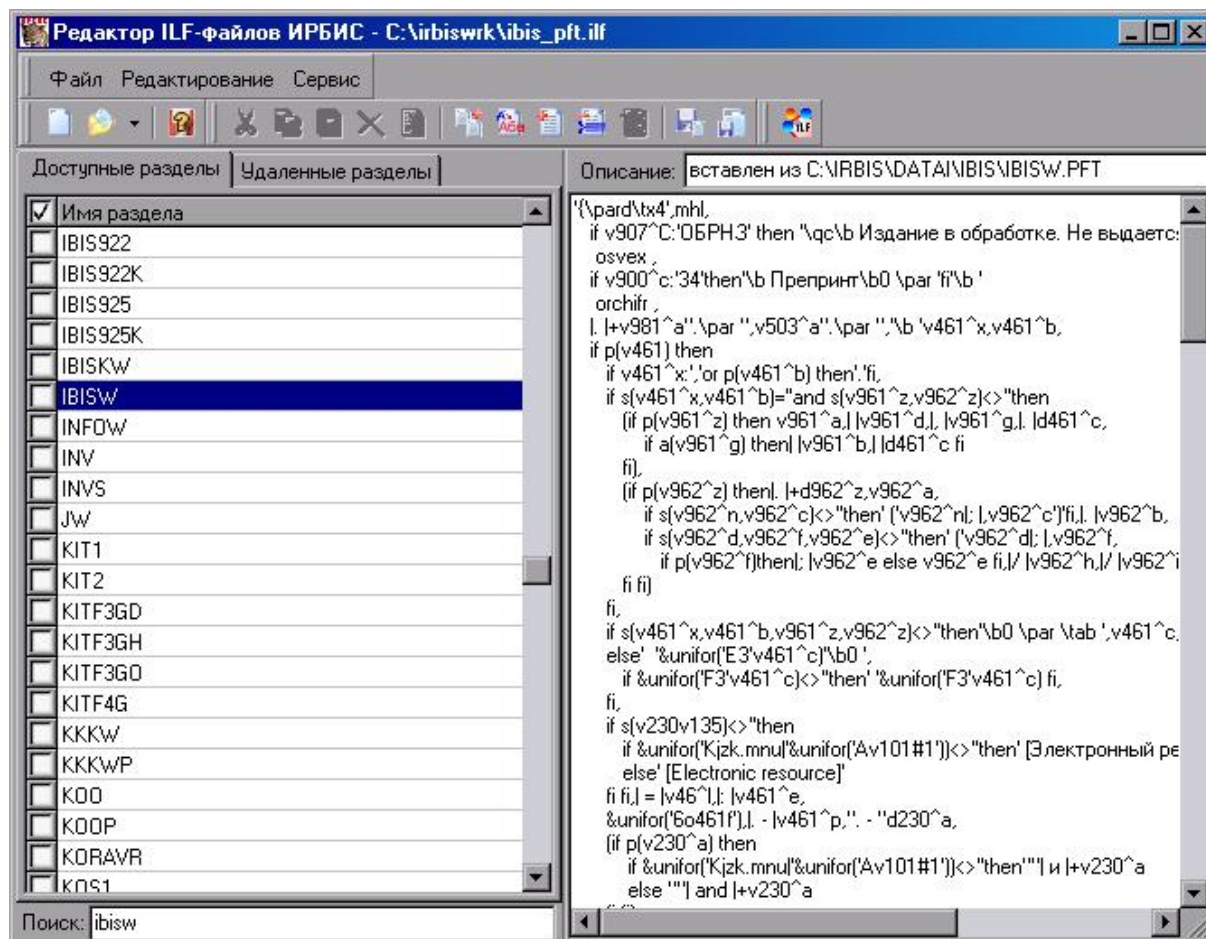 Редактор ILF-файлов ИРБИС - C:\irbiswrk\ibis_pft.ilf
Файл Редактирование Сервис
Доступные разделы Удаленные разделы
Имя раздела
IBIS922
IBIS922K
IBIS925
IBIS925K
IBISKW
IBISW
INFOW
INV
INVS
JW
KIT1
KIT2
KITF3GD
KITF3GH
KITF3GO
KITF4G
KKKW
KKKWP
KOO
KOOP
KORAVR
KOS1
Поиск: ibisw
Описание: вставлен из C:\IRBIS\DATAI\IBIS\IBISW.PFT
'{\pard\tx4',mhl,
if v907^C:'ОБРНЗ' then '\qc\b Издание в обработке. Не выдается
osvex ,
if v900^c:'34'then'\b Препринт\b0 \par 'fi'\b '
orchifr ,
|. |+v981^a".\par ",v503^a".\par ",'\b 'v461^x,v461^b,
if p(v461) then
if v461^x:','or p(v461^b) then'.'fi,
if s(v461^x,v461^b)=''and s(v961^z,v962^z)<>''then
(if p(v961^z) then v961^a,| |v961^d,|, |v961^g,|. |d461^c,
if a(v961^g) then| |v961^b,| |d461^c fi
fi),
(if p(v962^z) then|. |+d962^z,v962^a,
if s(v962^n,v962^c)<>''then' ('v962^n|; |,v962^c')'fi,|. |v962^b,
if s(v962^d,v962^f,v962^e)<>''then' ('v962^d|; |,v962^f,
if p(v962^f)then|; |v962^e else v962^e fi,|/ |v962^h,|/ |v962^i
fi fi)
fi,
if s(v461^x,v461^b,v961^z,v962^z)<>''then'\b0 \par \tab ',v461^c,
else' '&unifor('E3'v461^c)'\b0 ',
if &unifor('F3'v461^c)<>''then' '&unifor('F3'v461^c) fi,
fi,
if s(v230v135)<>''then
if &unifor('Kjzk.mnu|'&unifor('Av101#1'))<>''then' [Электронный ре
else' [Electronic resource]'
fi fi,| = |v46^l,|: |v461^e,
&unifor('6o461f'),|. - |v461^p,". - "d230^a,
(if p(v230^a) then
if &unifor('Kjzk.mnu|'&unifor('Av101#1'))<>''then""| и |+v230^a
else ""| and |+v230^a